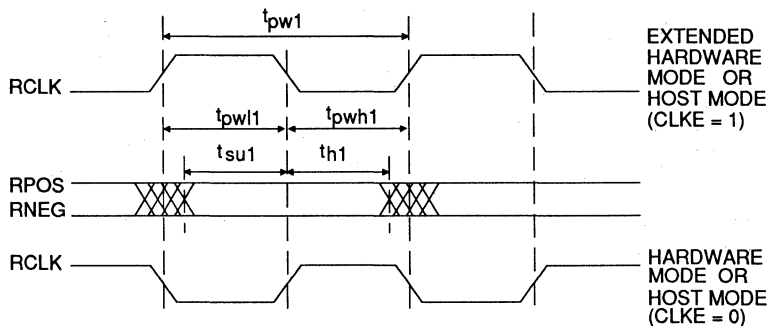 tpw1
EXTENDED
HARDWARE
MODE OR
HOST MODE
(CLKE = 1)
RCLK
tpwl1
tpwh1
tsu1
th1
RPOS
RNEG
RCLK
HARDWARE
MODE OR
HOST MODE
(CLKE = 0)